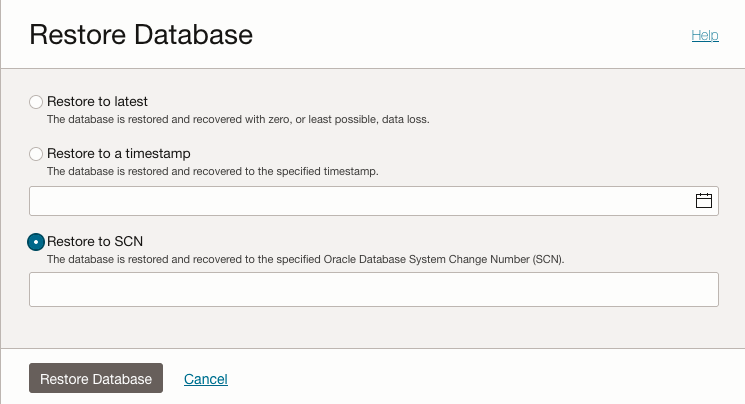 Restore Database
Help
Restore to latest
The database is restored and recovered with zero, or least possible, data loss.
Restore to a timestamp
The database is restored and recovered to the specified timestamp.
Restore to SCN
The database is restored and recovered to the specified Oracle Database System Change Number (SCN).
Restore Database
Cancel